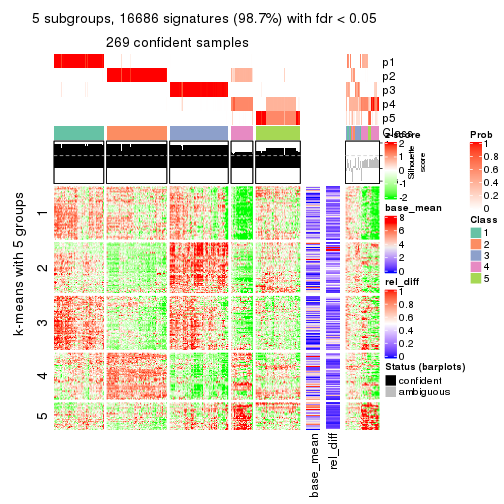 5 subgroups, 16686 signatures (98.7%) with fdr < 0.05
269 confident samples
p1
p2
p3
p4
p5
Class
z-score
2
1
0
-1
-2
Silhouette
score
Prob
1
0.8
0.6
0.4
0.2
0
base_mean
8
6
4
2
0
Class
1
2
3
4
5
rel_diff
1
0.8
0.6
0.4
0.2
0
Status (barplots)
confident
ambiguous
k-means with 5 groups
1
2
3
4
5
base_mean
rel_diff